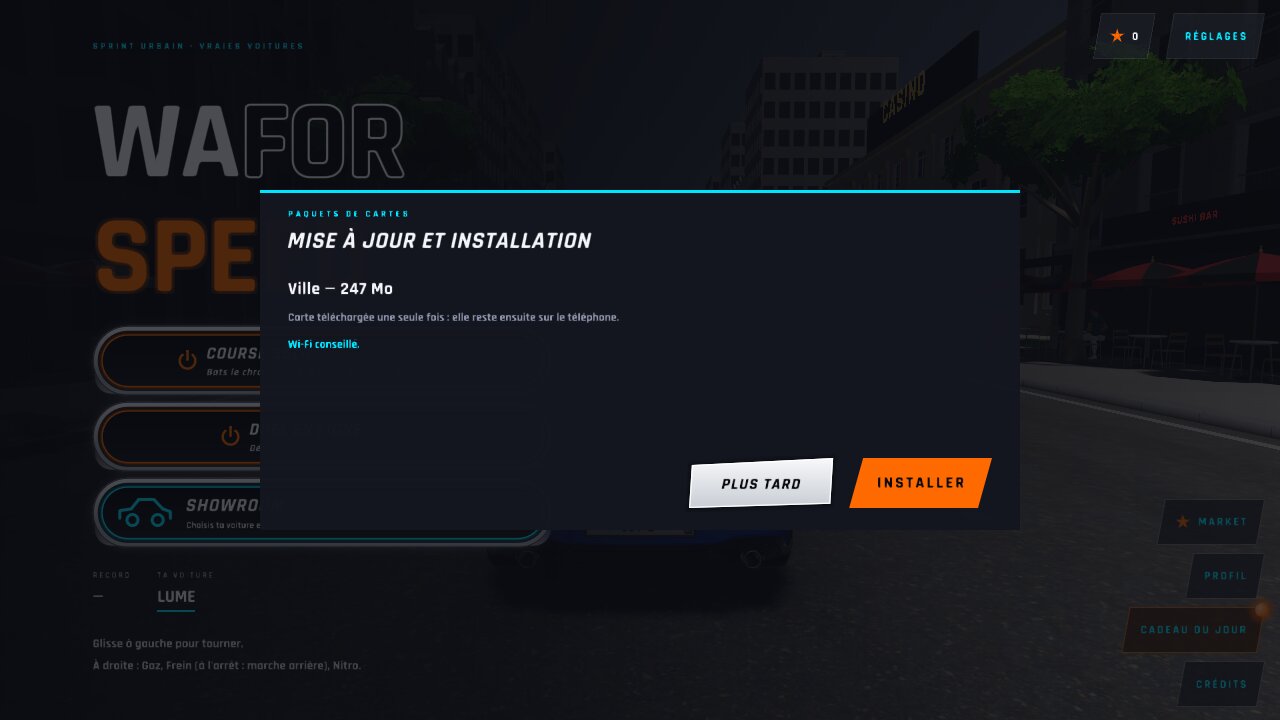 SPRINT URBAIN · VRAIES VOITURES
★ 0
RÉGLAGES
WAFOR
CASINO
SUSHI BAR
SPE
PAQUETS DE CARTES
MISE À JOUR ET INSTALLATION
Ville — 247 Mo
Carte téléchargée une seule fois : elle reste ensuite sur le téléphone.
Wi-Fi conseille.
COURS
Bats le chr
D
Dé
PLUS TARD
INSTALLER
SHOWRO
Choisis ta voiture e
★ MARKET
PROFIL
RECORD
TA VOITURE
—
LUME
CADEAU DU JOUR
Glisse à gauche pour tourner.
À droite : Gaz, Frein (à l'arrêt : marche arrière), Nitro.
CRÉDITS